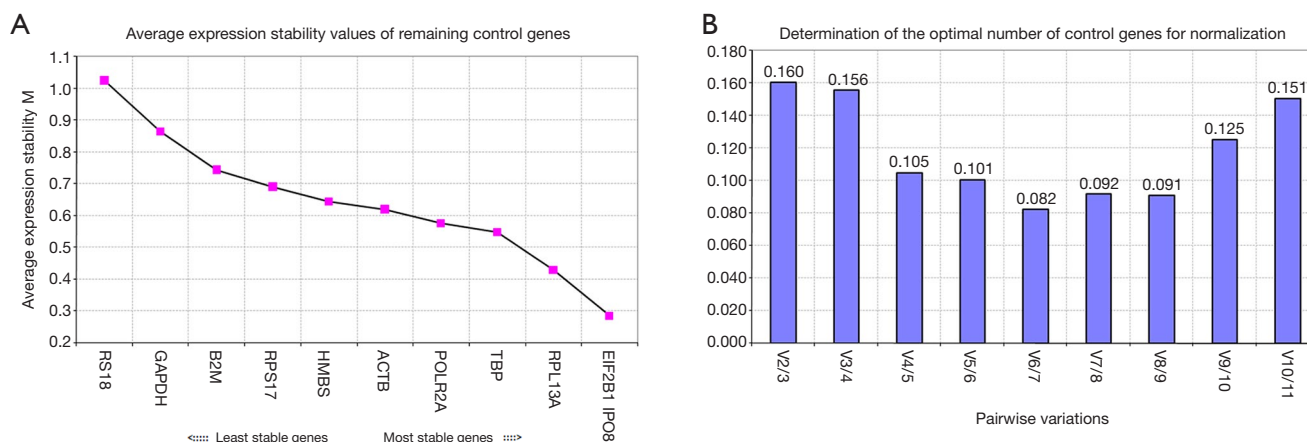 A
Average expression stability values of remaining control genes
Average expression stability M
1.1
1.0
0.9
0.8
0.7
0.6
0.5
0.4
0.3
0.2
RS18
GAPDH
B2M
RPS17
HMBS
ACTB
POLR2A
TBP
RPL13A
EIF2B1 IPO8
Least stable genes
Most stable genes
B
Determination of the optimal number of control genes for normalization
0.180
0.160
0.140
0.120
0.100
0.080
0.060
0.040
0.020
0.000
0.160
0.156
0.105
0.101
0.082
0.092
0.091
0.125
0.151
V2/3
V3/4
V4/5
V5/6
V6/7
V7/8
V8/9
V9/10
V10/11
Pairwise variations